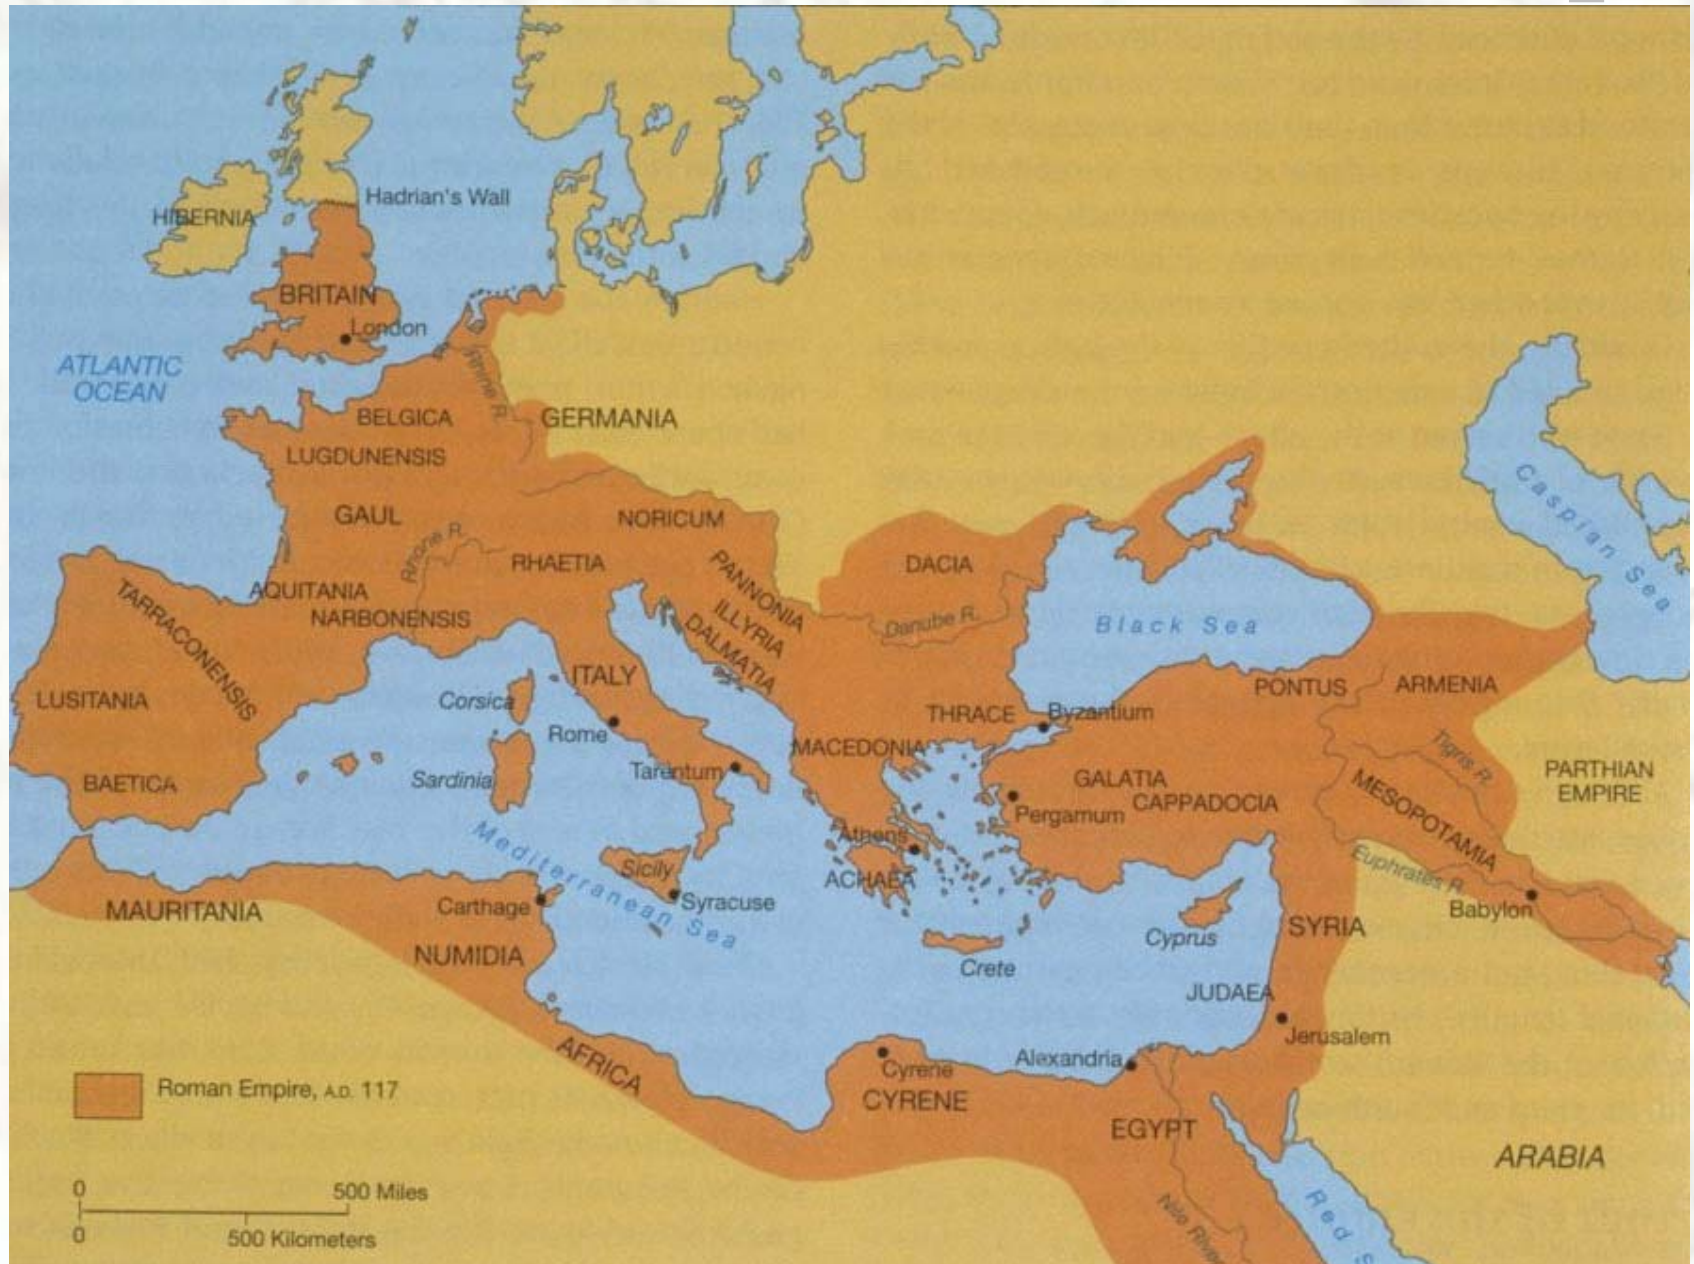 Hadrian's Wall
HIBERNIA
BRITAIN
London
ATLANTIC
OCEAN
Rhine R.
BELGICA
GERMANIA
LUGDUNENSIS
GAUL
NORICUM
Rhone R.
RHAETIA
PANNONIA
DACIA
Caspian Sea
AQUITANIA
TARRACONENSIS
NARBONENSIS
ILLYRIA
DALMATIA
Danube R.
Black Sea
ITALY
LUSITANIA
Corsica
PONTUS
ARMENIA
THRACE
Byzantium
Rome
MACEDONIA
Tigris R.
BAETICA
Sardinia
Tarentum
GALATIA
CAPPADOCIA
PARTHIAN
EMPIRE
Pergamum
MESOPOTAMIA
Athens
Mediterranean Sea
Sicily
ACHAEA
Euphrates R.
MAURITANIA
Carthage
Syracuse
Babylon
SYRIA
NUMIDIA
Cyprus
Crete
JUDAEA
Jerusalem
AFRICA
Alexandria
Cyrene
CYRENE
EGYPT
Roman Empire, A.D. 117
ARABIA
0 500 Miles
0 500 Kilometers
Nile River
Red S